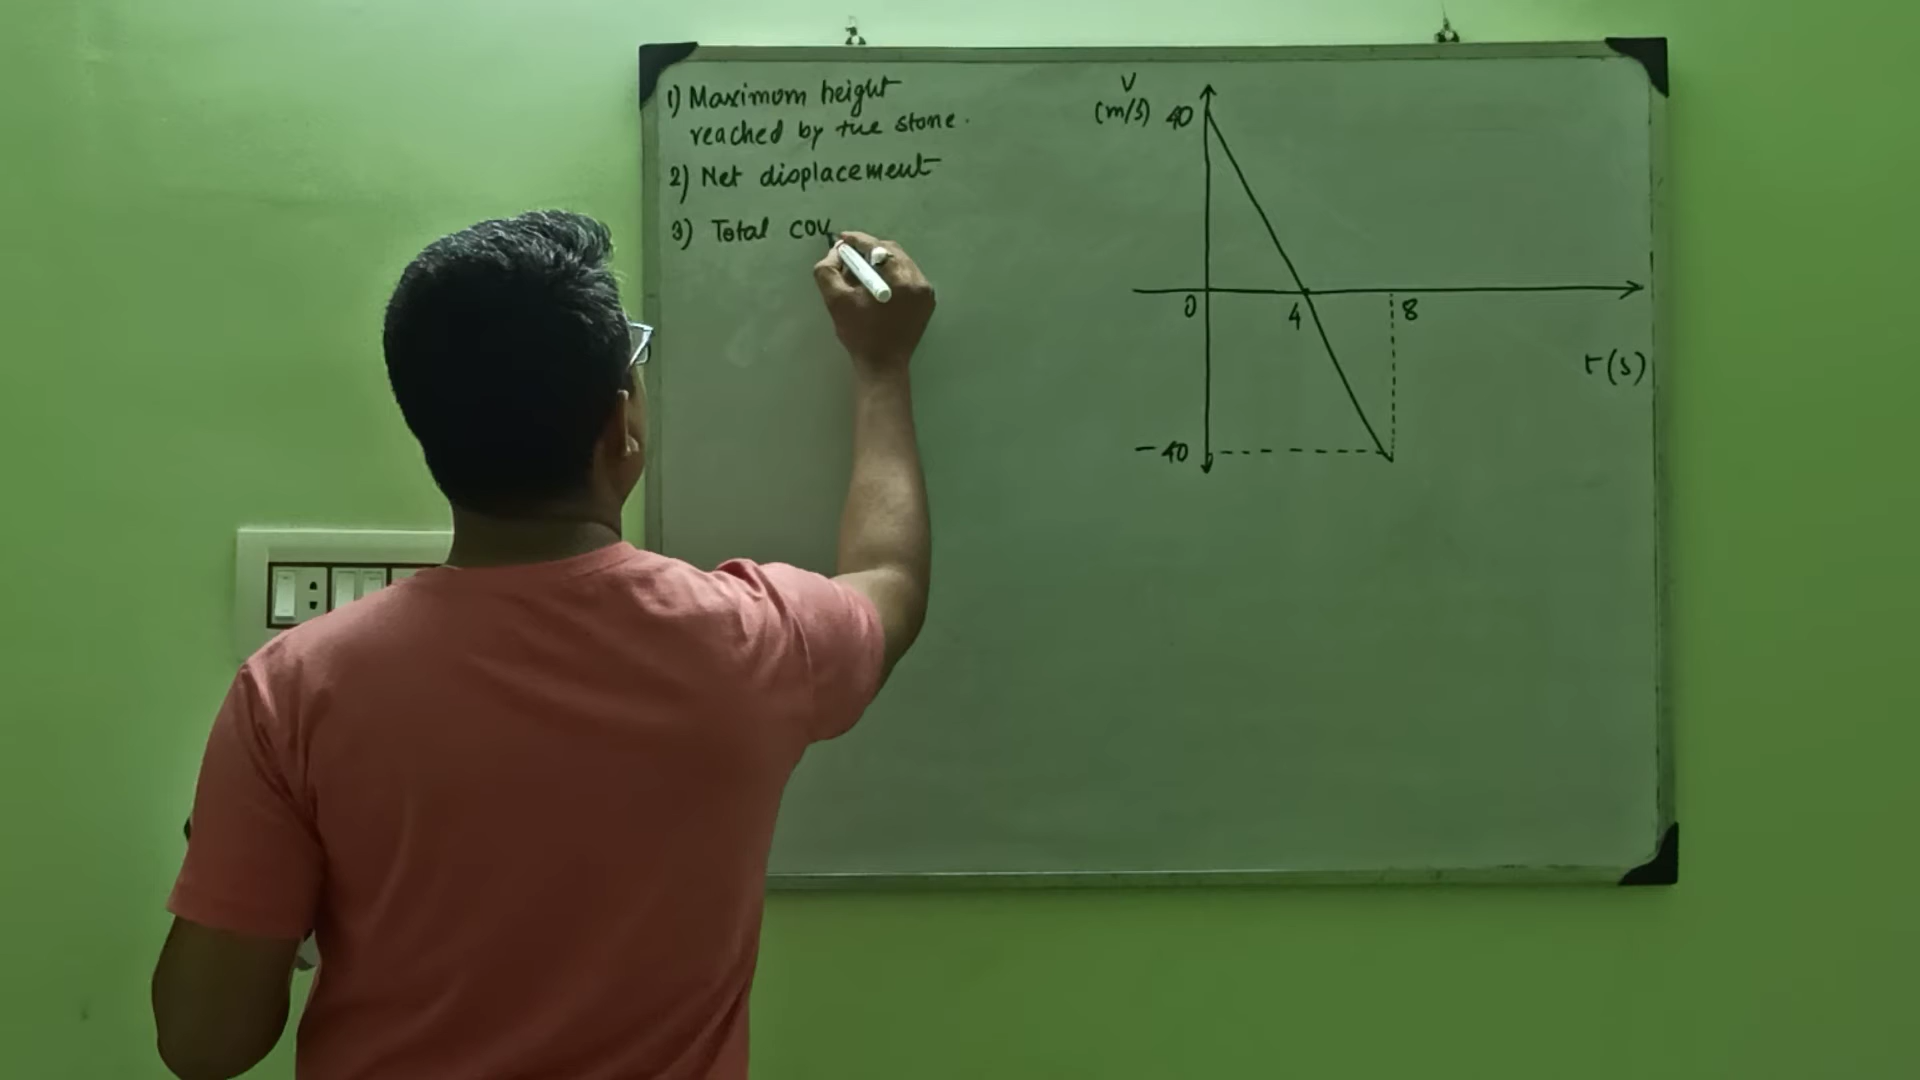 1) Maximum height
reached by the stone.
2) Net displacement
3) Total cov
V
(m/s)
40
0
4
8
t(s)
-40